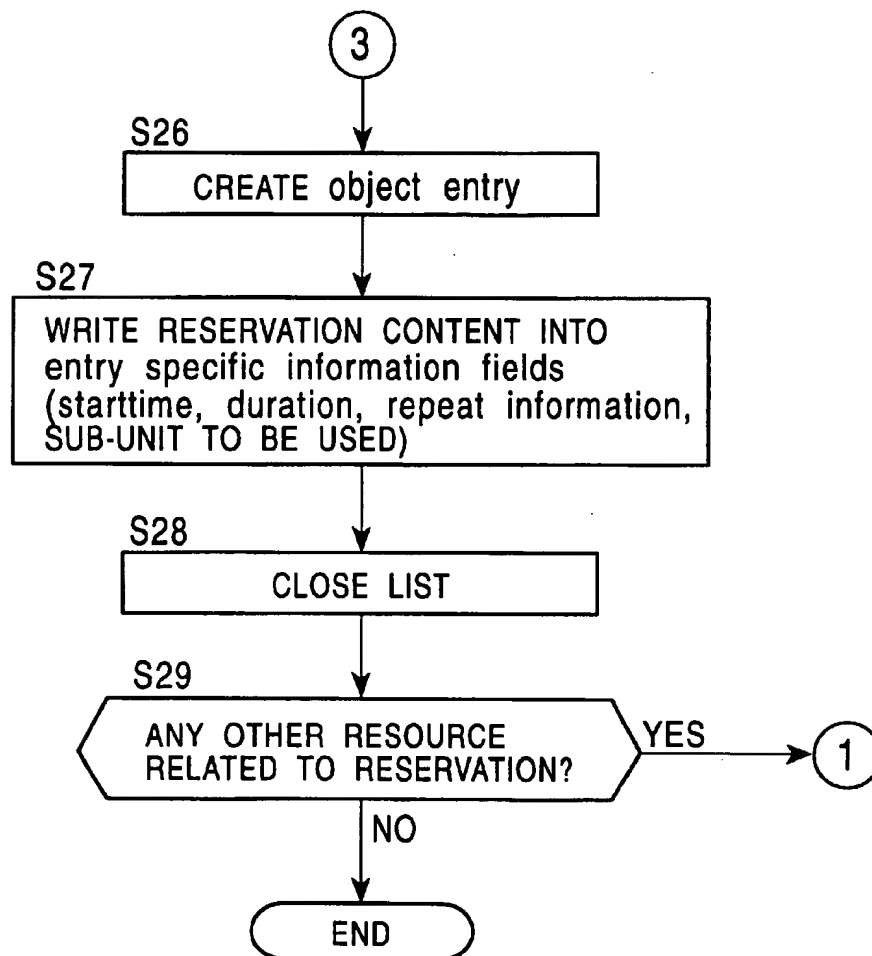 3
S26
CREATE object entry
S27
WRITE RESERVATION CONTENT INTO
entry specific information fields
(starttime, duration, repeat information,
SUB-UNIT TO BE USED)
S28
CLOSE LIST
S29
ANY OTHER RESOURCE
RELATED TO RESERVATION?
YES
1
NO
END